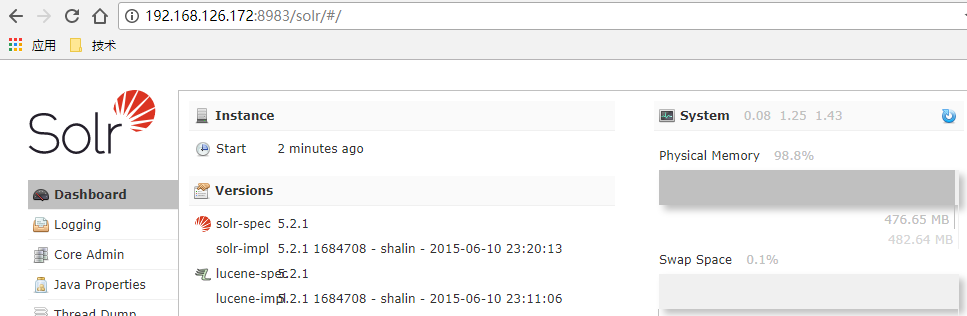 192.168.126.172:8983/solr/#/
应用 技术
Solr
Dashboard
Logging
Core Admin
Java Properties
Thread Dump
Instance
Start 2 minutes ago
Versions
solr-spec 5.2.1
solr-impl 5.2.1 1684708 - shalin - 2015-06-10 23:20:13
lucene-spec 5.2.1
lucene-impl 5.2.1 1684708 - shalin - 2015-06-10 23:11:06
System 0.08 1.25 1.43
Physical Memory 98.8%
476.65 MB
482.64 MB
Swap Space 0.1%